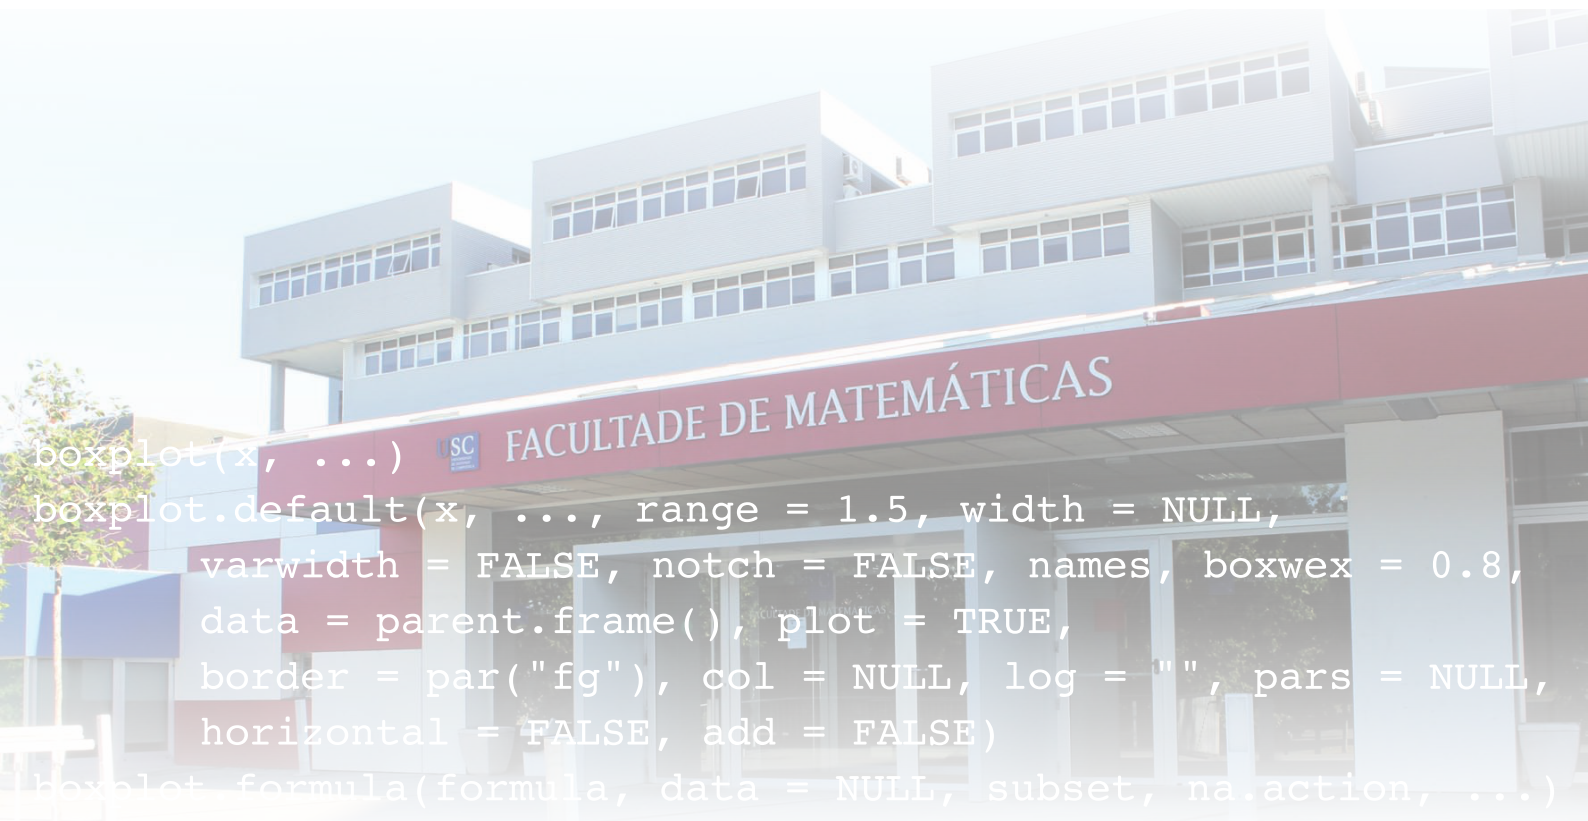 FACULTADE DE MATEMÁTICAS
USC
boxplot(x, ...)
boxplot.default(x, ..., range = 1.5, width = NULL,
varwidth = FALSE, notch = FALSE, names, boxwex = 0.8,
data = parent.frame(), plot = TRUE,
border = par("fg"), col = NULL, log = "", pars = NULL,
horizontal = FALSE, add = FALSE)
boxplot.formula(formula, data = NULL, subset, na.action, ...)